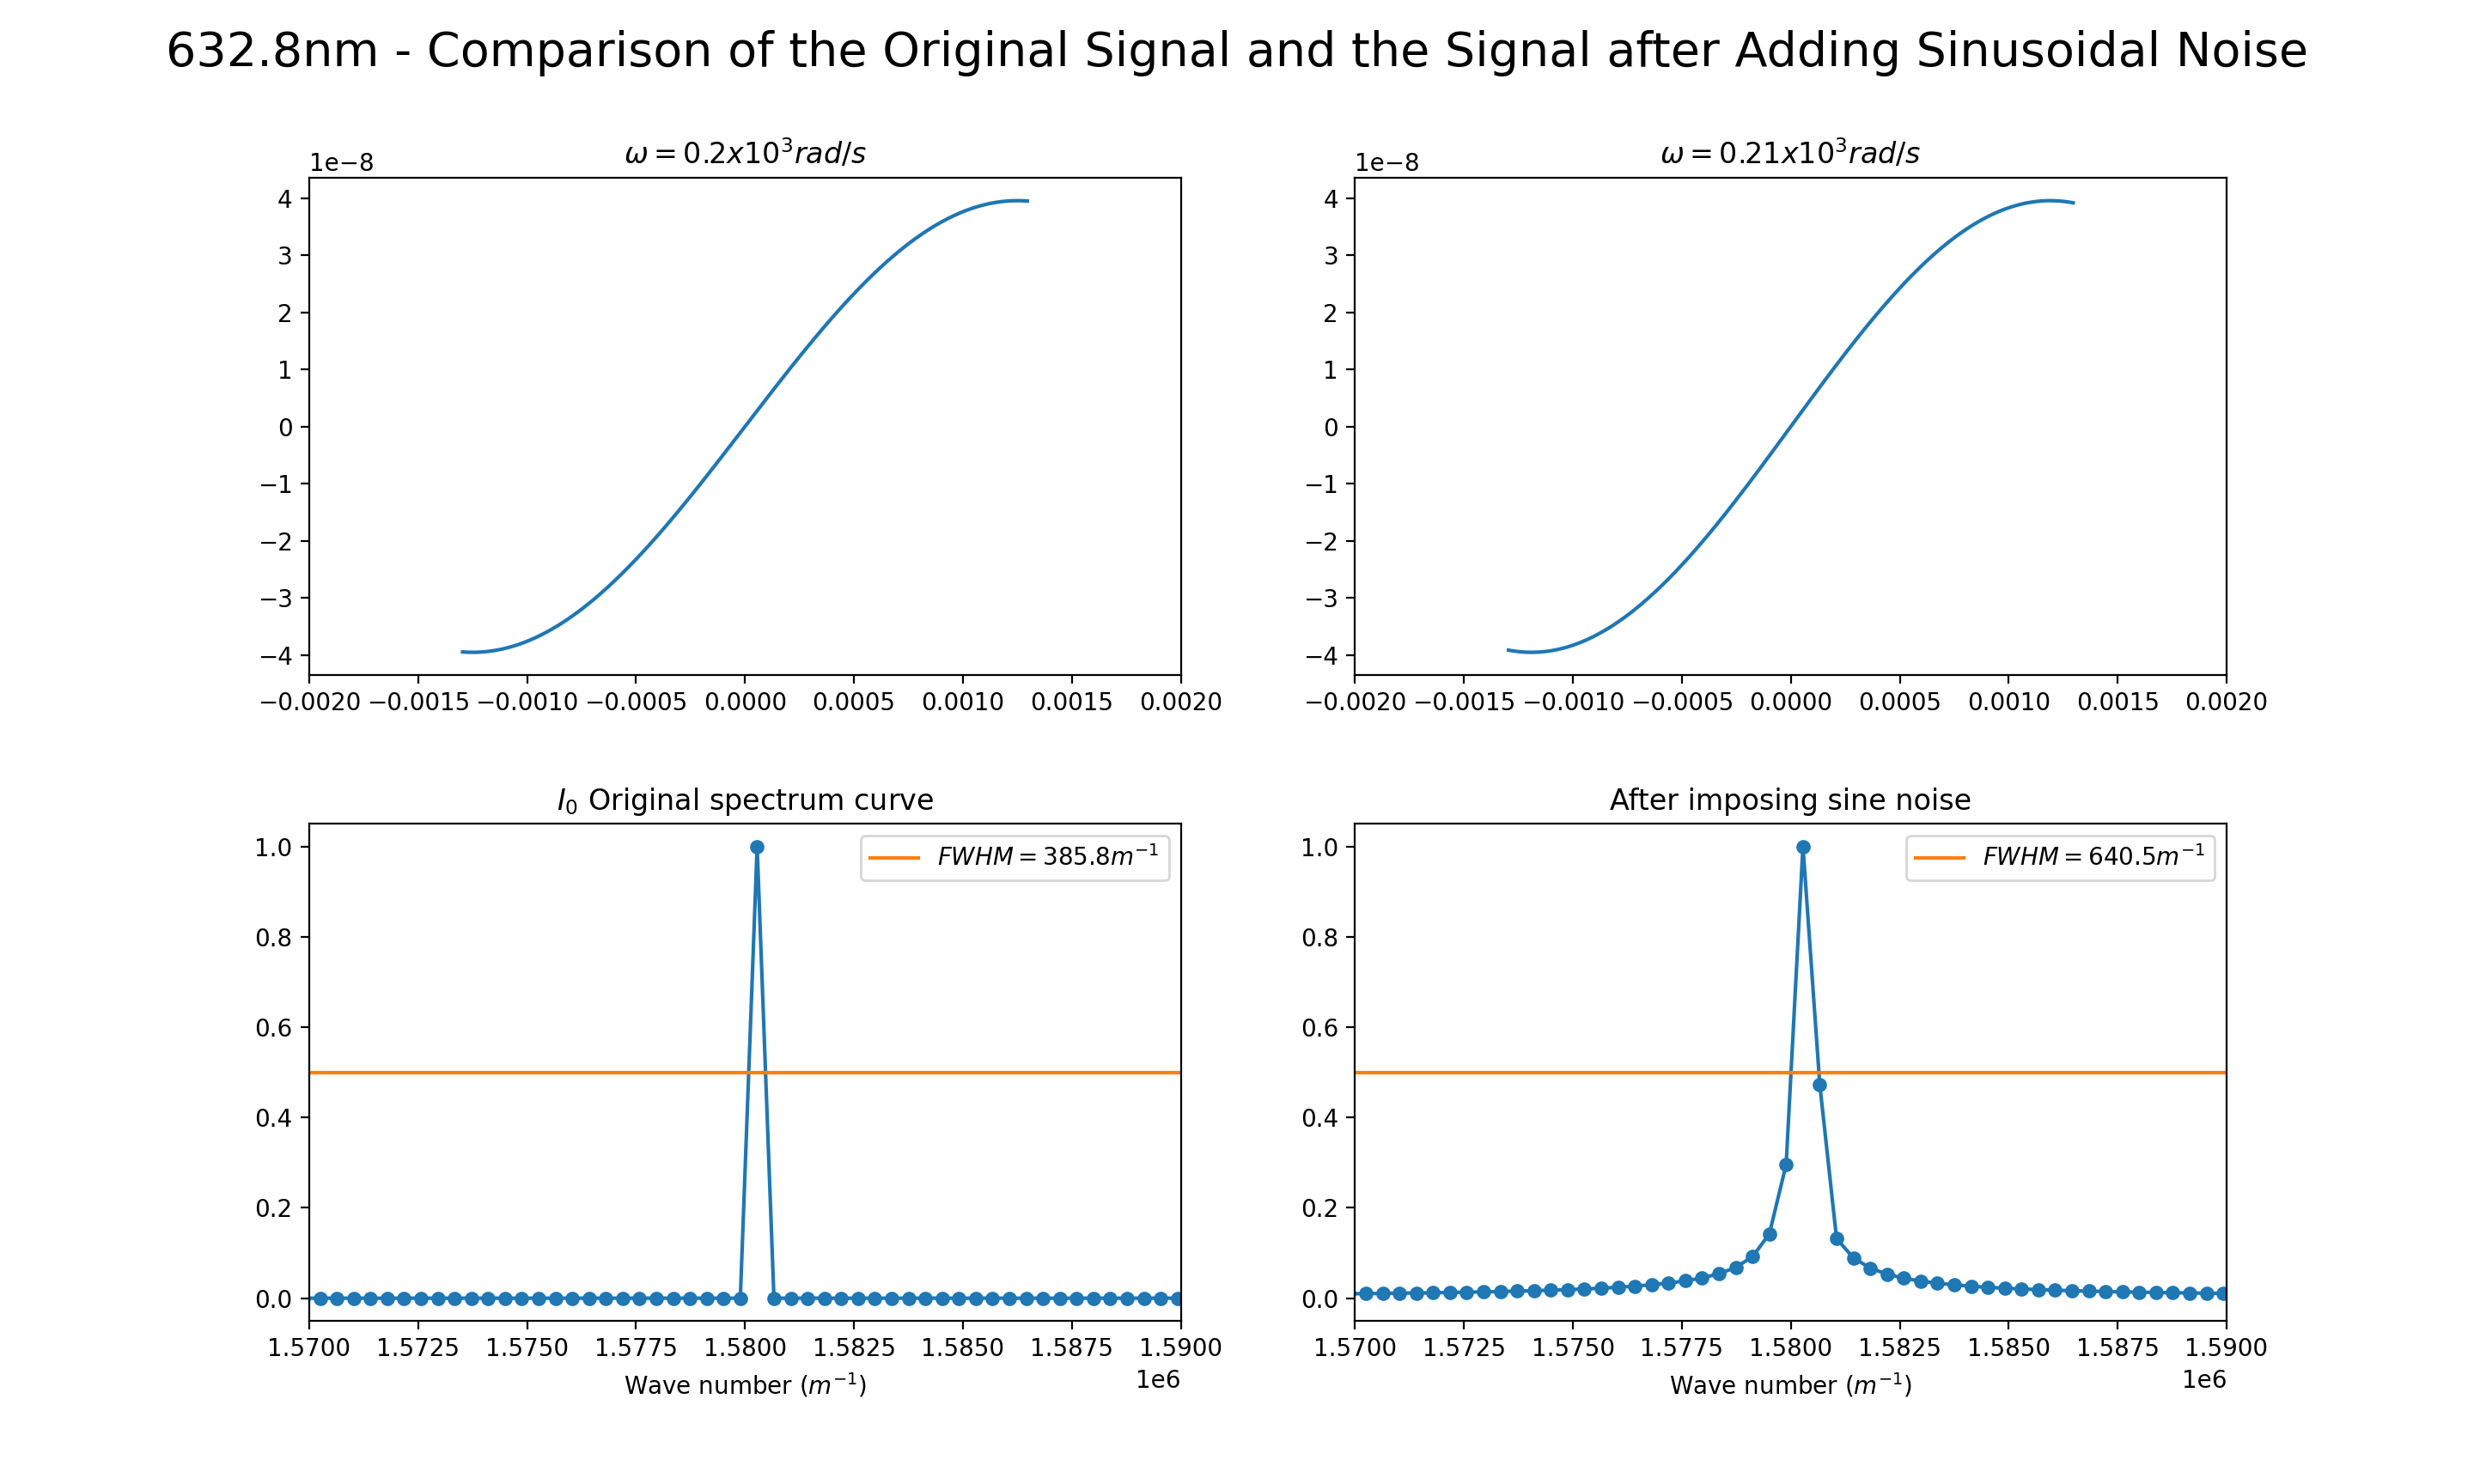 632.8nm - Comparison of the Original Signal and the Signal after Adding Sinusoidal Noise
ω = 0.2x10³rad/s
1e−8
4
3
2
1
0
−1
−2
−3
−4
−0.0020 −0.0015 −0.0010 −0.0005 0.0000 0.0005 0.0010 0.0015 0.0020
ω = 0.21x10³rad/s
1e−8
4
3
2
1
0
−1
−2
−3
−4
−0.0020 −0.0015 −0.0010 −0.0005 0.0000 0.0005 0.0010 0.0015 0.0020
I₀ Original spectrum curve
FWHM = 385.8m⁻¹
1.0
0.8
0.6
0.4
0.2
0.0
1.5700 1.5725 1.5750 1.5775 1.5800 1.5825 1.5850 1.5875 1.5900
1e6
Wave number (m⁻¹)
After imposing sine noise
FWHM = 640.5m⁻¹
1.0
0.8
0.6
0.4
0.2
0.0
1.5700 1.5725 1.5750 1.5775 1.5800 1.5825 1.5850 1.5875 1.5900
1e6
Wave number (m⁻¹)